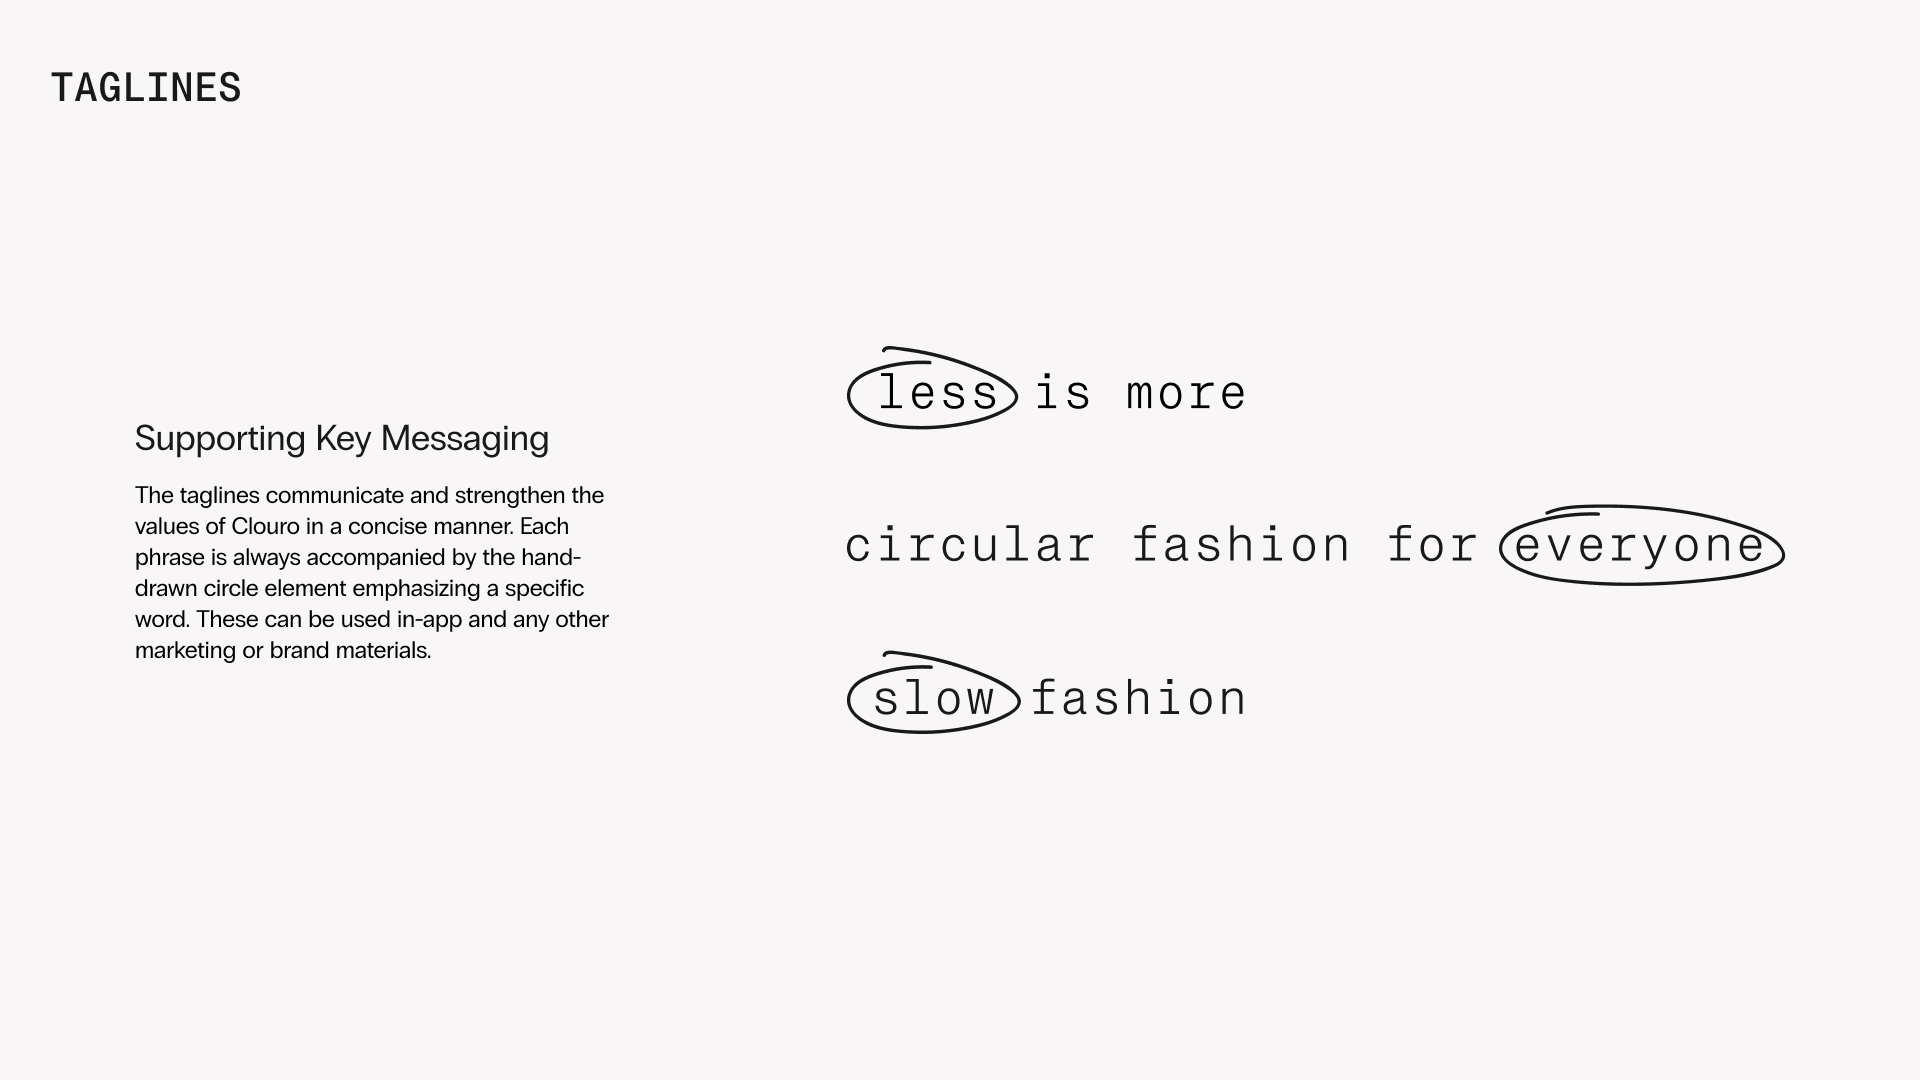 TAGLINES
Supporting Key Messaging
The taglines communicate and strengthen the
values of Clouro in a concise manner. Each
phrase is always accompanied by the hand-
drawn circle element emphasizing a specific
word. These can be used in-app and any other
marketing or brand materials.
less is more
circular fashion for everyone
slow fashion